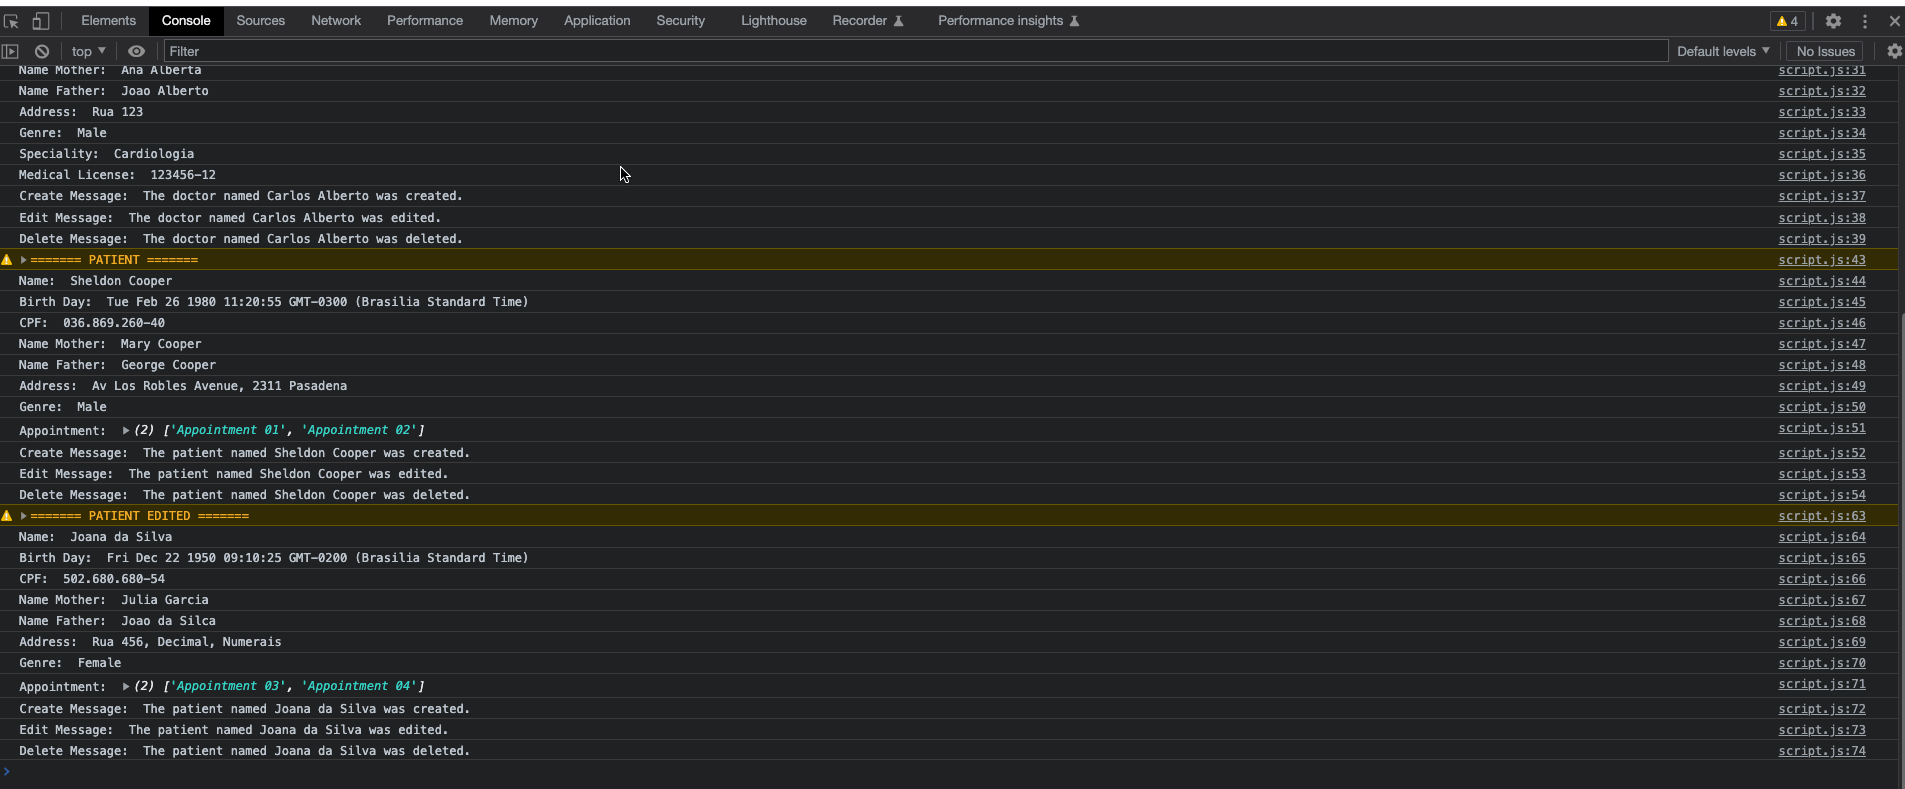 Elements Console Sources Network Performance Memory Application Security Lighthouse Recorder Performance insights 4
top Filter Default levels No Issues
Name Mother: Ana Alberta script.js:31
Name Father: Joao Alberto script.js:32
Address: Rua 123 script.js:33
Genre: Male script.js:34
Speciality: Cardiologia script.js:35
Medical License: 123456-12 script.js:36
Create Message: The doctor named Carlos Alberto was created. script.js:37
Edit Message: The doctor named Carlos Alberto was edited. script.js:38
Delete Message: The doctor named Carlos Alberto was deleted. script.js:39
======= PATIENT ======= script.js:43
Name: Sheldon Cooper script.js:44
Birth Day: Tue Feb 26 1980 11:20:55 GMT-0300 (Brasilia Standard Time) script.js:45
CPF: 036.869.260-40 script.js:46
Name Mother: Mary Cooper script.js:47
Name Father: George Cooper script.js:48
Address: Av Los Robles Avenue, 2311 Pasadena script.js:49
Genre: Male script.js:50
Appointment: (2) ['Appointment 01', 'Appointment 02'] script.js:51
Create Message: The patient named Sheldon Cooper was created. script.js:52
Edit Message: The patient named Sheldon Cooper was edited. script.js:53
Delete Message: The patient named Sheldon Cooper was deleted. script.js:54
======= PATIENT EDITED ======= script.js:63
Name: Joana da Silva script.js:64
Birth Day: Fri Dec 22 1950 09:10:25 GMT-0200 (Brasilia Standard Time) script.js:65
CPF: 502.680.680-54 script.js:66
Name Mother: Julia Garcia script.js:67
Name Father: Joao da Silca script.js:68
Address: Rua 456, Decimal, Numerais script.js:69
Genre: Female script.js:70
Appointment: (2) ['Appointment 03', 'Appointment 04'] script.js:71
Create Message: The patient named Joana da Silva was created. script.js:72
Edit Message: The patient named Joana da Silva was edited. script.js:73
Delete Message: The patient named Joana da Silva was deleted. script.js:74